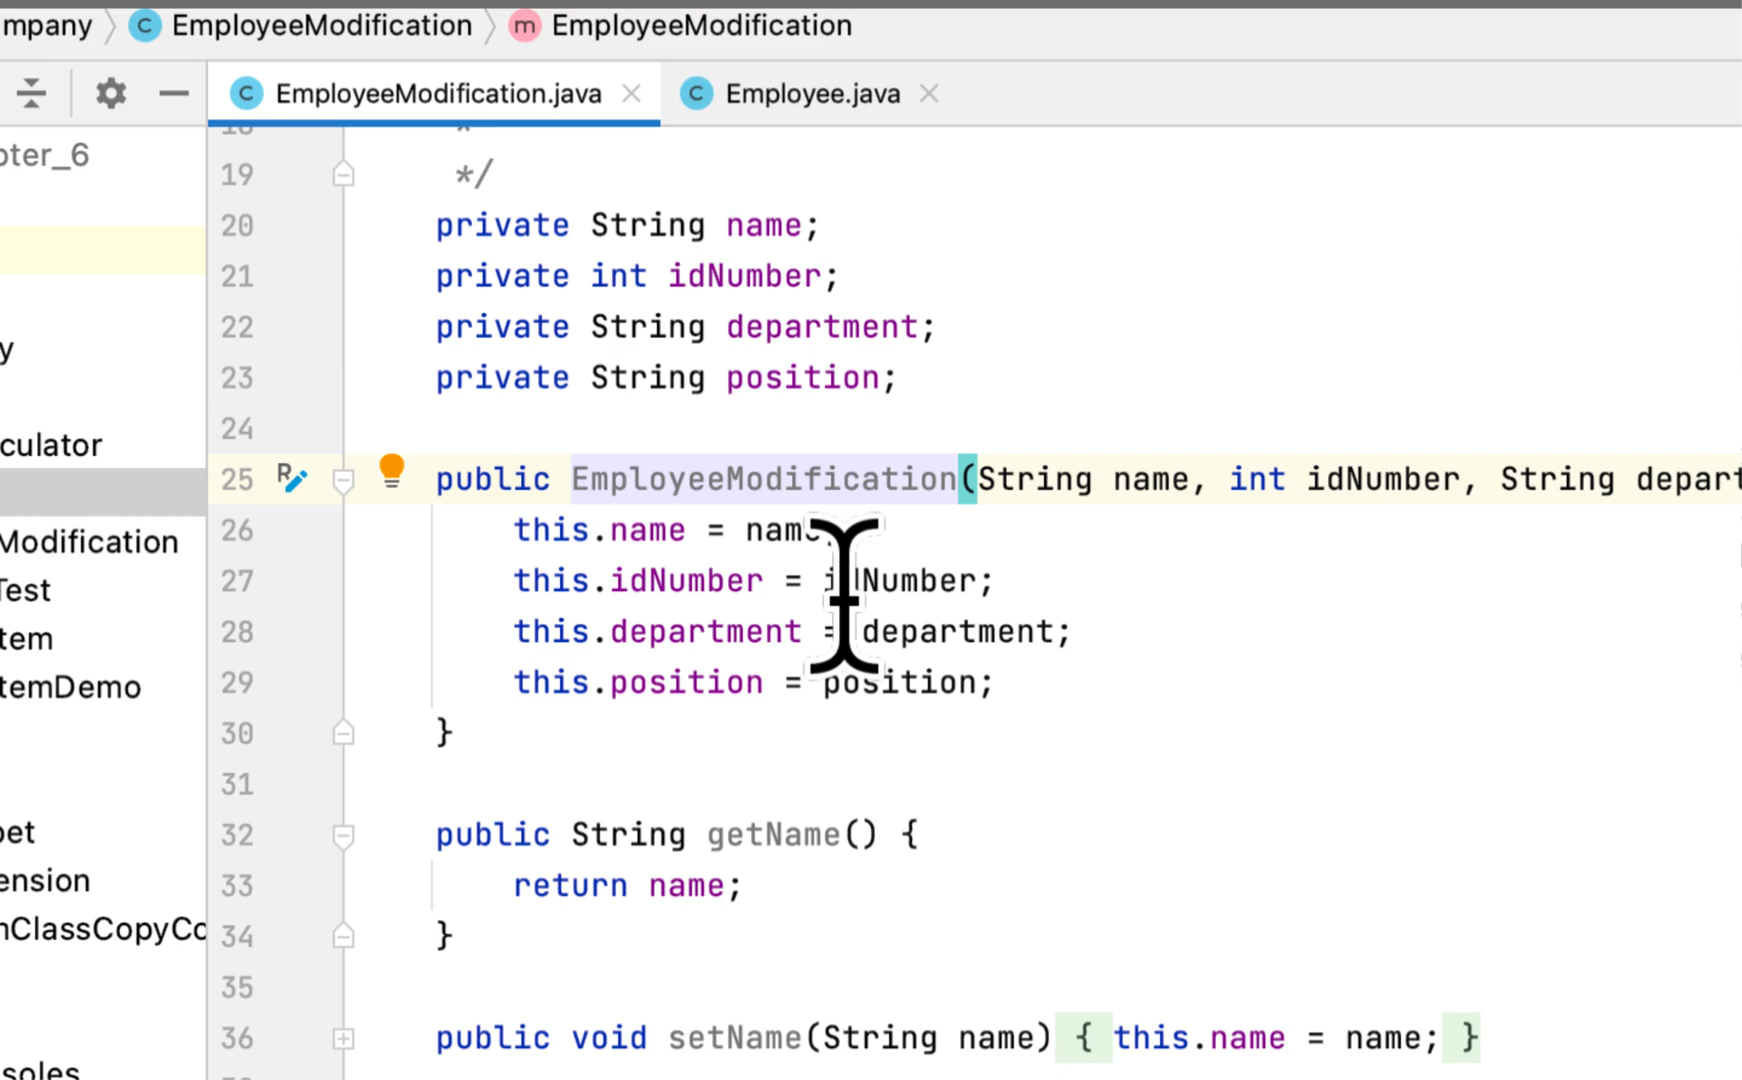 mpany C EmployeeModification m EmployeeModification
C EmployeeModification.java C Employee.java
pter_6
y
culator
Modification
Test
tem
temDemo
pet
ension
nClassCopyCo
soles
19 */
20 private String name;
21 private int idNumber;
22 private String department;
23 private String position;
24
25 public EmployeeModification(String name, int idNumber, String depart
26 this.name = name
27 this.idNumber = idNumber;
28 this.department = department;
29 this.position = position;
30 }
31
32 public String getName() {
33 return name;
34 }
35
36 public void setName(String name) { this.name = name; }